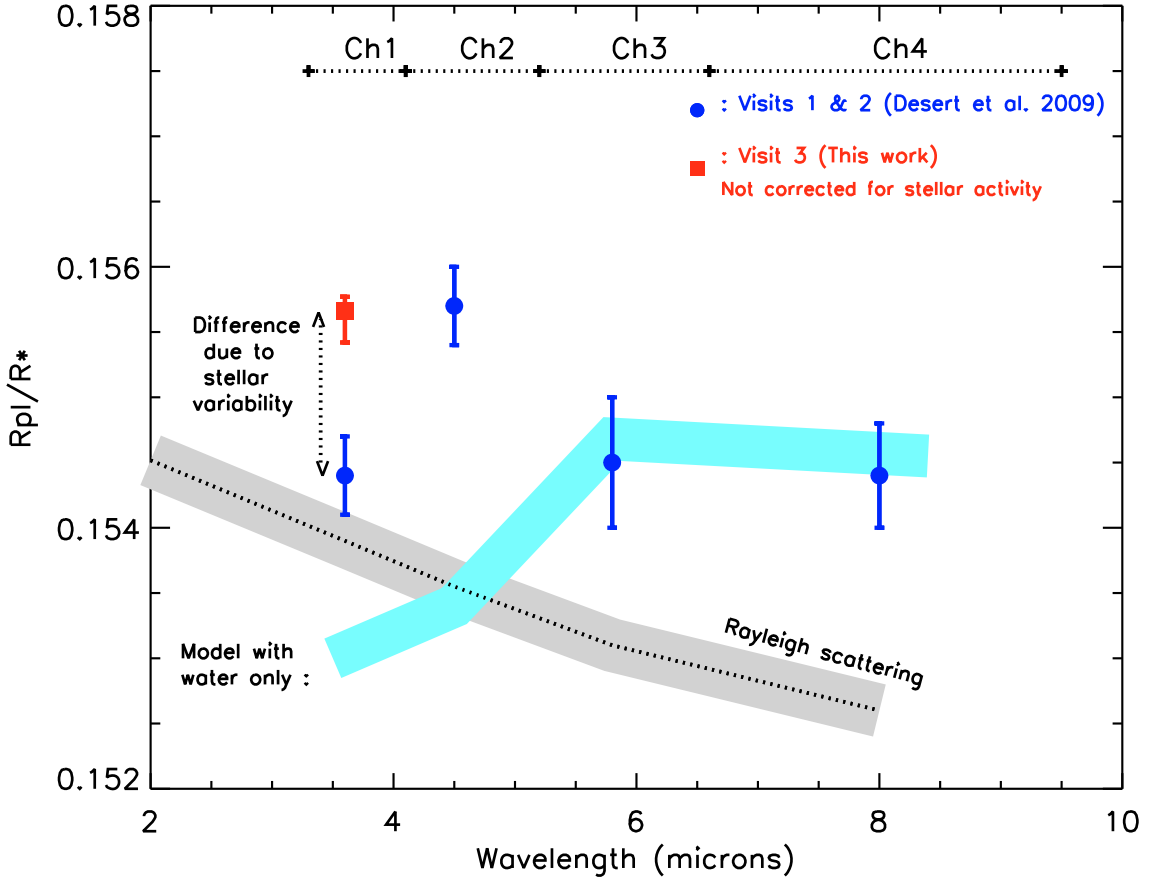 0.158
Ch1 Ch2 Ch3 Ch4
: Visits 1 & 2 (Desert et al. 2009)
: Visit 3 (This work)
Not corrected for stellar activity
0.156
Difference
due to
stellar
variability
Rpl/R*
0.154
Rayleigh scattering
Model with
water only :
0.152
2 4 6 8 10
Wavelength (microns)